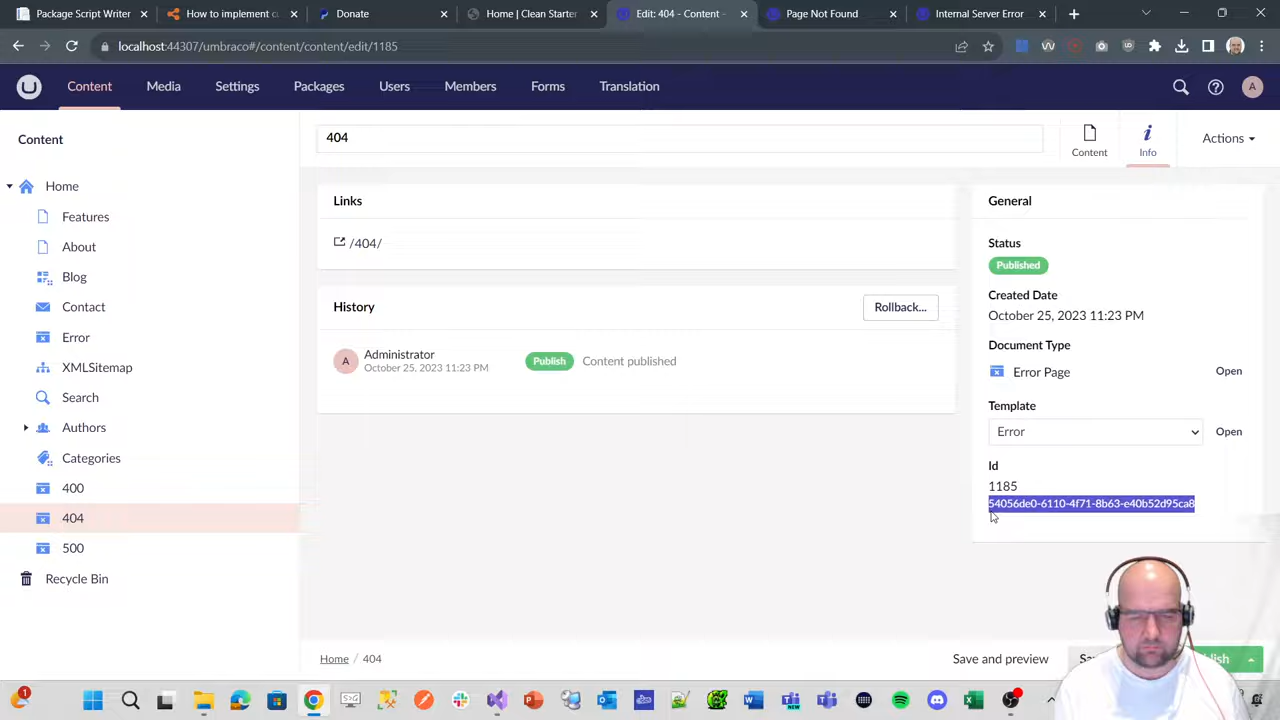 Package Script Writer
How to implement cu
Donate
Home | Clean Starter
Edit: 404 - Content -
Page Not Found
Internal Server Error
localhost:44307/umbraco#/content/content/edit/1185
Content
Media
Settings
Packages
Users
Members
Forms
Translation
A
Content
404
Content
Info
Actions
Home
Features
About
Blog
Contact
Error
XMLSitemap
Search
Authors
Categories
400
404
500
Recycle Bin
Links
/404/
History
Rollback...
A
Administrator
October 25, 2023 11:23 PM
Publish
Content published
General
Status
Published
Created Date
October 25, 2023 11:23 PM
Document Type
Error Page
Open
Template
Error
Open
Id
1185
54056de0-6110-4f71-8b63-e40b52d95ca8
Home / 404
Save and preview
1